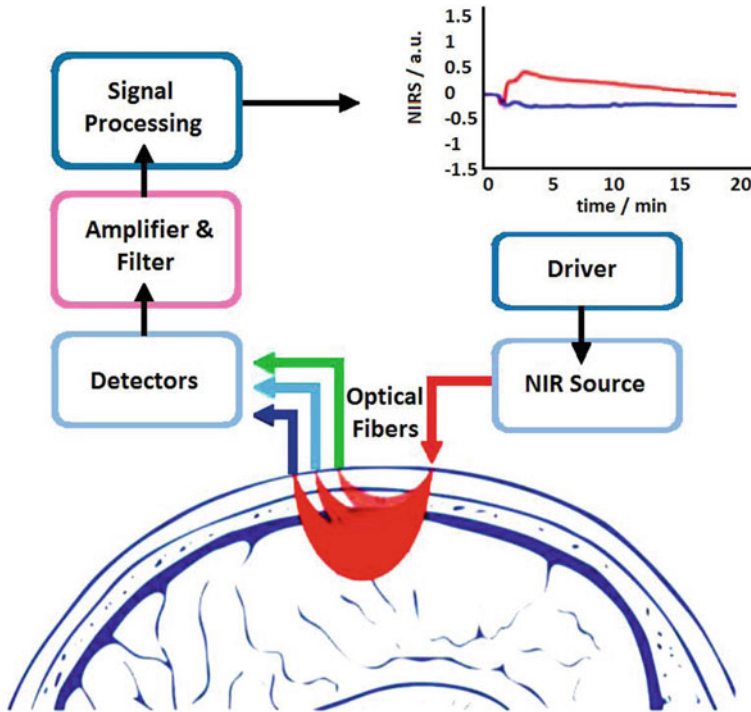 Signal
Processing
Amplifier &
Filter
Detectors
NIRS / a.u.
1.5
1
0.5
0
-0.5
-1
-1.5
0 5 10 15 20
time / min
Driver
NIR Source
Optical
Fibers